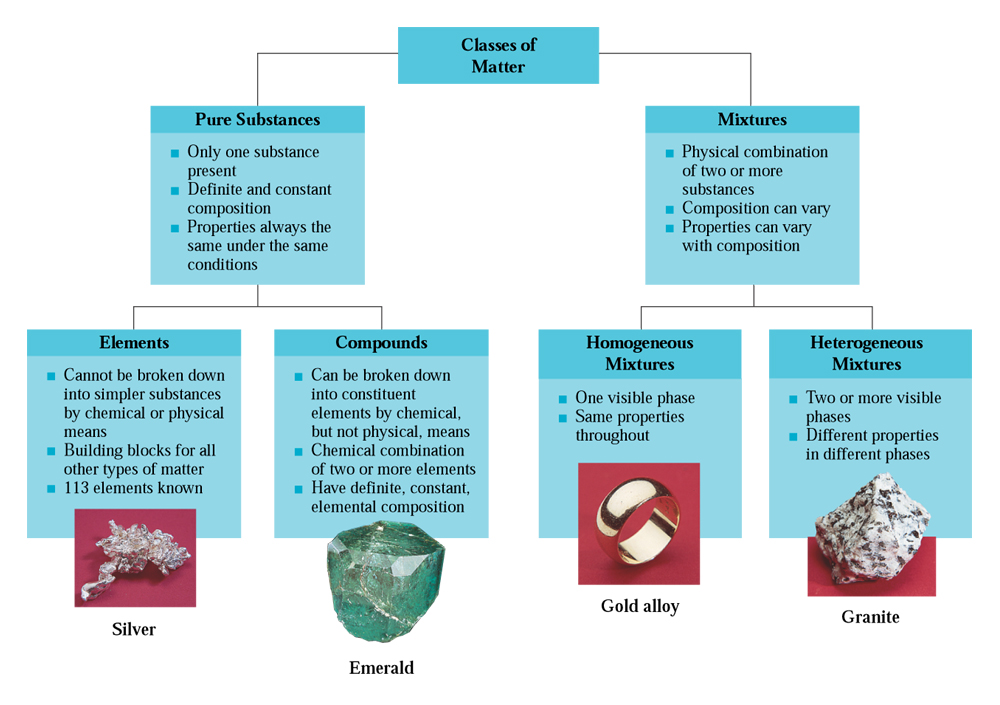 Classes of
Matter
Pure Substances
■ Only one substance
present
■ Definite and constant
composition
■ Properties always the
same under the same
conditions
Mixtures
■ Physical combination
of two or more
substances
■ Composition can vary
■ Properties can vary
with composition
Elements
■ Cannot be broken down
into simpler substances
by chemical or physical
means
■ Building blocks for all
other types of matter
■ 113 elements known
Silver
Compounds
■ Can be broken down
into constituent
elements by chemical,
but not physical, means
■ Chemical combination
of two or more elements
■ Have definite, constant,
elemental composition
Emerald
Homogeneous
Mixtures
■ One visible phase
■ Same properties
throughout
Gold alloy
Heterogeneous
Mixtures
■ Two or more visible
phases
■ Different properties
in different phases
Granite